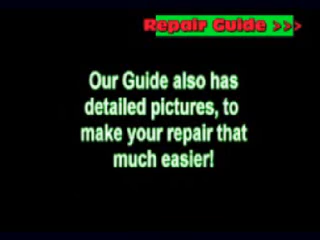 Repair Guide >>>
Our Guide also has
detailed pictures, to
make your repair that
much easier!